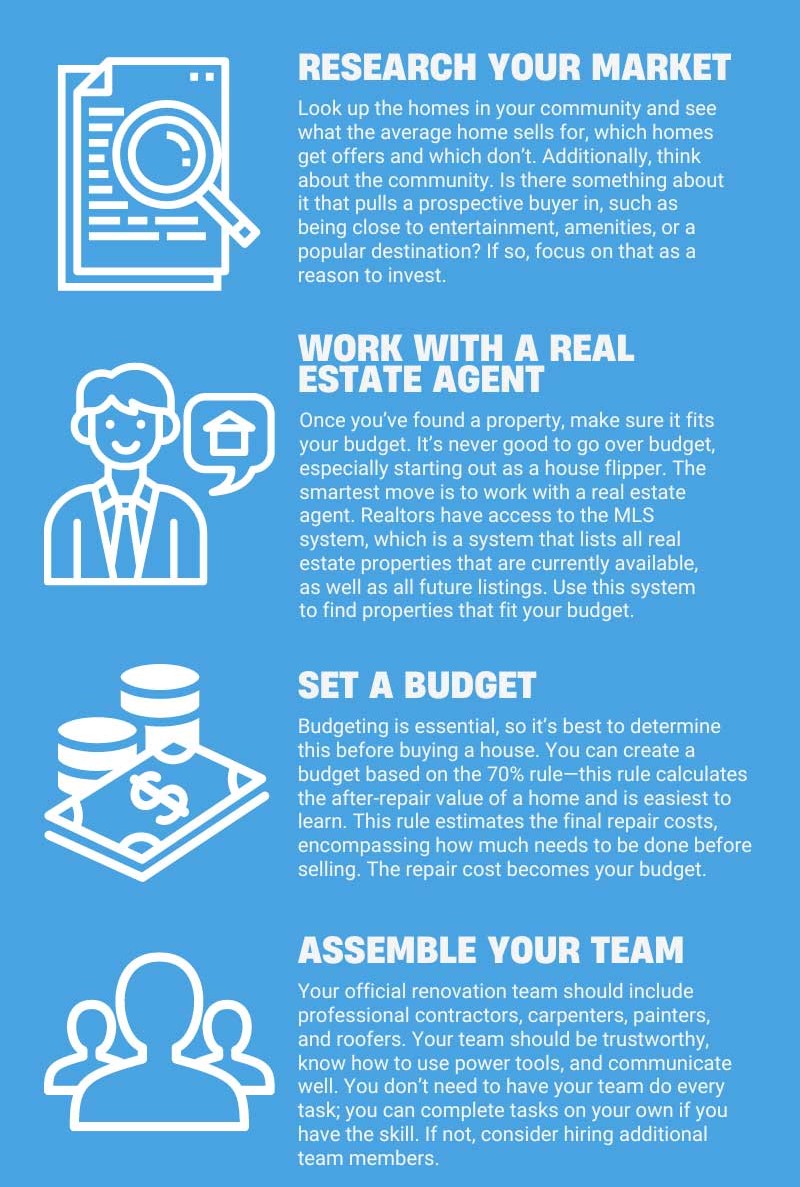 RESEARCH YOUR MARKET
Look up the homes in your community and see
what the average home sells for, which homes
get offers and which don't. Additionally, think
about the community. Is there something about
it that pulls a prospective buyer in, such as
being close to entertainment, amenities, or a
popular destination? If so, focus on that as a
reason to invest.
WORK WITH A REAL
ESTATE AGENT
Once you've found a property, make sure it fits
your budget. It's never good to go over budget,
especially starting out as a house flipper. The
smartest move is to work with a real estate
agent. Realtors have access to the MLS
system, which is a system that lists all real
estate properties that are currently available,
as well as all future listings. Use this system
to find properties that fit your budget.
SET A BUDGET
Budgeting is essential, so it's best to determine
this before buying a house. You can create a
budget based on the 70% rule—this rule calculates
the after-repair value of a home and is easiest to
learn. This rule estimates the final repair costs,
encompassing how much needs to be done before
selling. The repair cost becomes your budget.
$
ASSEMBLE YOUR TEAM
Your official renovation team should include
professional contractors, carpenters, painters,
and roofers. Your team should be trustworthy,
know how to use power tools, and communicate
well. You don't need to have your team do every
task; you can complete tasks on your own if you
have the skill. If not, consider hiring additional
team members.